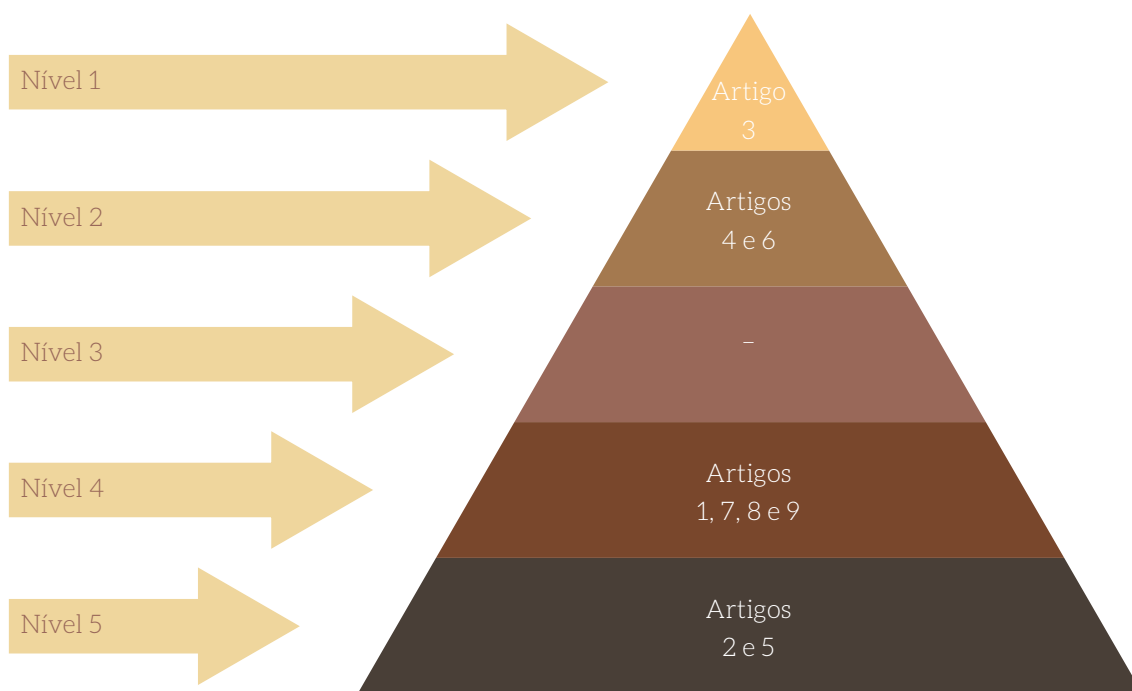 Nível 1
Artigo
3
Nível 2
Artigos
4 e 6
Nível 3
–
Nível 4
Artigos
1, 7, 8 e 9
Nível 5
Artigos
2 e 5